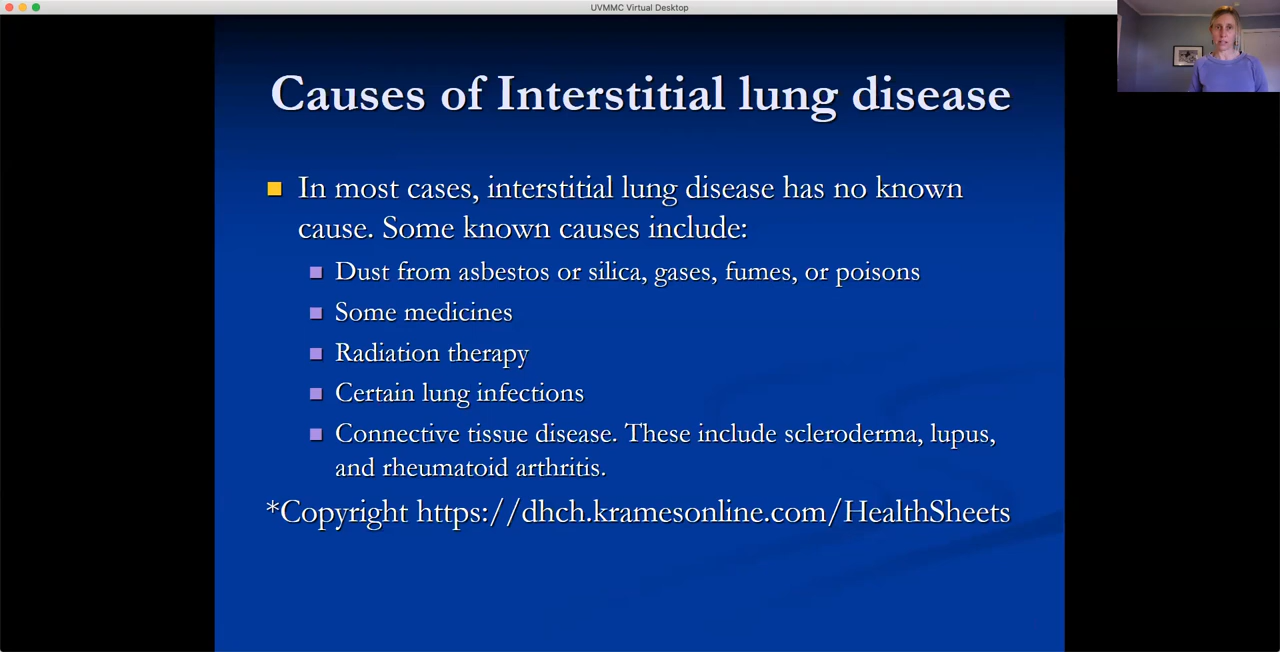 UVMMC Virtual Desktop
Causes of Interstitial lung disease
In most cases, interstitial lung disease has no known
cause. Some known causes include:
Dust from asbestos or silica, gases, fumes, or poisons
Some medicines
Radiation therapy
Certain lung infections
Connective tissue disease. These include scleroderma, lupus,
and rheumatoid arthritis.
*Copyright https://dhch.kramesonline.com/HealthSheets